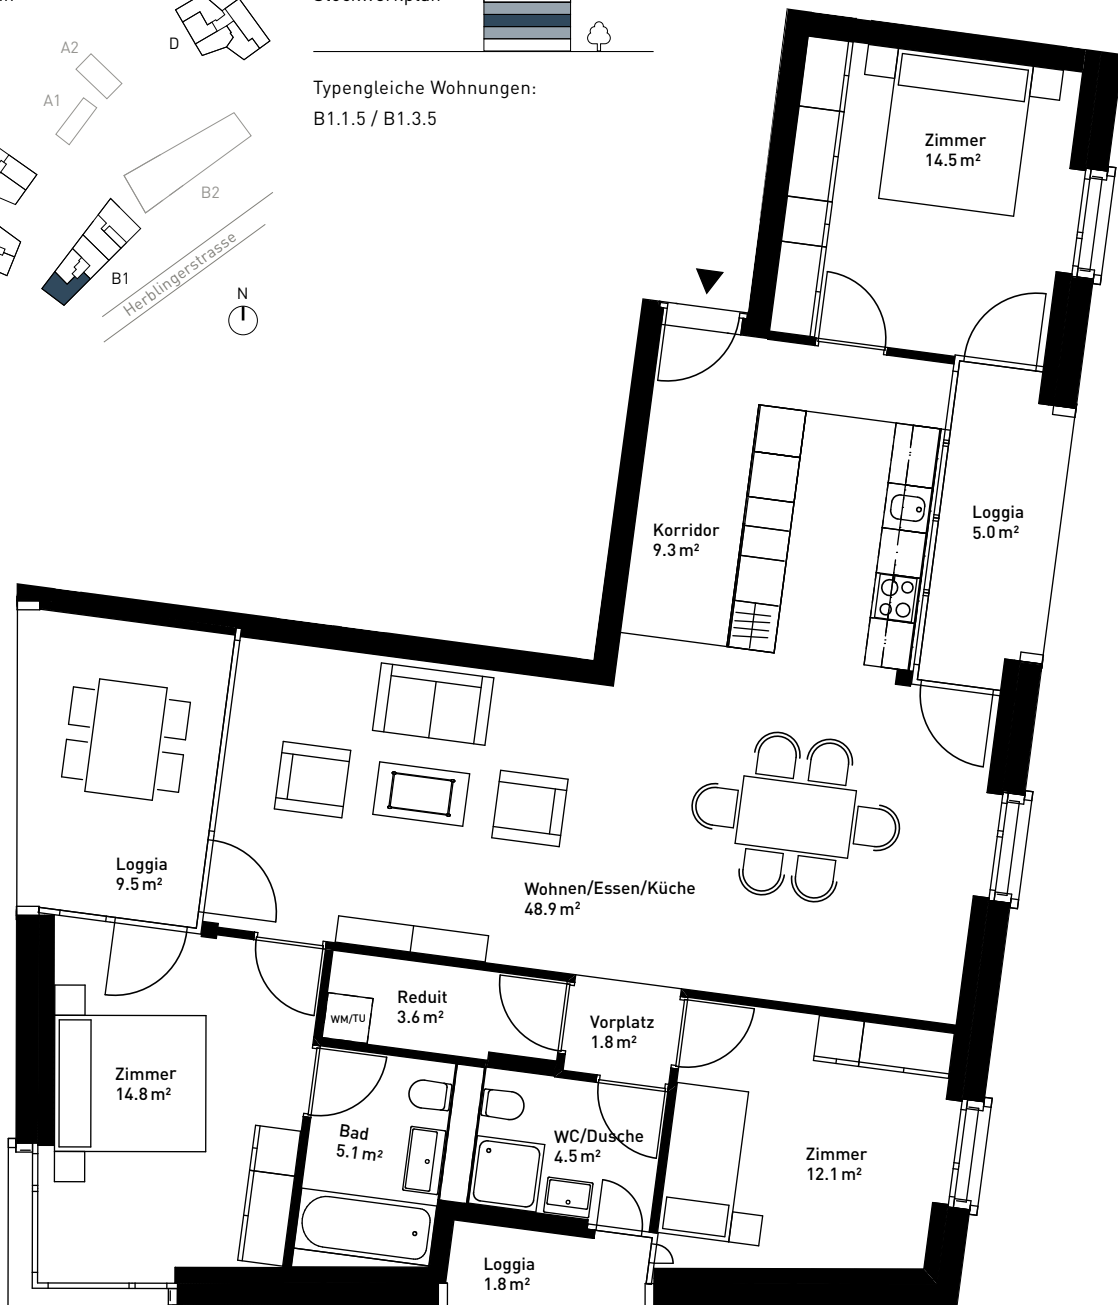 D
A2
A1
B2
B1
Herblingerstrasse
N
Typengleiche Wohnungen:
B1.1.5 / B1.3.5
Zimmer
14.5 m²
Korridor
9.3 m²
Loggia
5.0 m²
Loggia
9.5 m²
Wohnen/Essen/Küche
48.9 m²
Reduit
3.6 m²
WM/TU
Vorplatz
1.8 m²
Zimmer
14.8 m²
Bad
5.1 m²
WC/Dusche
4.5 m²
Zimmer
12.1 m²
Loggia
1.8 m²